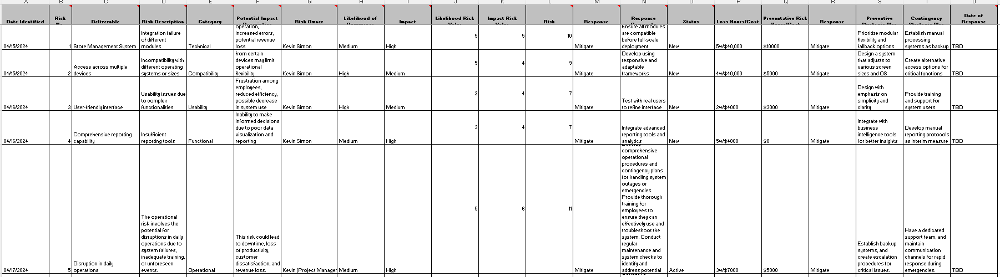 A B C D E F G H I J K L M N O P Q R S T U
Date Identified Risk No. Deliverable Risk Description Category Potential Impact Risk Owner Likelihood of Impact Likelihood Risk Impact Risk Risk Response Response Status Loss Hours/Cost Preventative Risk Response Preventive Contingency Date of Response
04/15/2024 1 Store Management System Integration failure of different modules Technical operation, increased errors, potential revenue loss Kevin Simon Medium High 5 5 10 Mitigate Ensure all modules are compatible before full-scale deployment New 5w/$40,000 $10000 Mitigate Prioritize modular flexibility and fallback options Establish manual processing systems as backup TBD
04/15/2024 2 Access across multiple devices Incompatibility with different operating systems or sizes Compatibility from certain devices may limit operational flexibility Kevin Simon High Medium 5 4 9 Mitigate Develop using responsive and adaptable frameworks New 4w/$40,000 $5000 Mitigate Design a system that adjusts to various screen sizes and OS Create alternative access options for critical functions TBD
04/16/2024 3 User-friendly interface Usability issues due to complex functionalities Usability Frustration among employees, reduced efficiency, possible decrease in system use Kevin Simon High Medium 3 4 7 Mitigate Test with real users to refine interface New 2w/$4000 $3000 Mitigate Design with emphasis on simplicity and clarity Provide training and support for system users TBD
04/16/2024 4 Comprehensive reporting capability Insufficient reporting tools Functional Inability to make informed decisions due to poor data visualization and reporting Kevin Simon Medium High 3 4 7 Mitigate Integrate advanced reporting tools and analytics New 5w/$4000 $0 Mitigate Integrate with business intelligence tools for better insights Develop manual reporting protocols as interim measure TBD
04/17/2024 5 Disruption in daily operations The operational risk involves the potential for disruptions in daily operations due to system failures, inadequate training, or unforeseen events. Operational This risk could lead to downtime, loss of productivity, customer dissatisfaction, and revenue loss. Kevin (Project Manager Medium High 5 6 11 Mitigate Develop comprehensive operational procedures and contingency plans for handling system outages or emergencies. Provide thorough training for employees to ensure they can effectively use and troubleshoot the system. Conduct regular maintenance and system checks to identify and address potential Active 3w/$7000 $5000 Mitigate Establish backup systems, and create escalation procedures for critical issues. Have a dedicated support team, and maintain communication channels for rapid response during emergencies. TBD